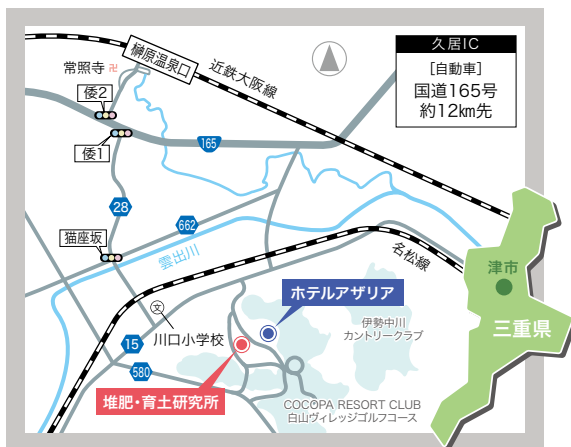 久居IC
[自動車]
国道165号
約12km先
榊原温泉口
近鉄大阪線
常照寺 卍
倭2
倭1
165
28
662
猫座坂
雲出川
名松線
津市
三重県
ホテルアザリア
伊勢中川
カントリークラブ
文
川口小学校
15
580
堆肥・育土研究所
COCOPA RESORT CLUB
白山ヴィレッジゴルフコース